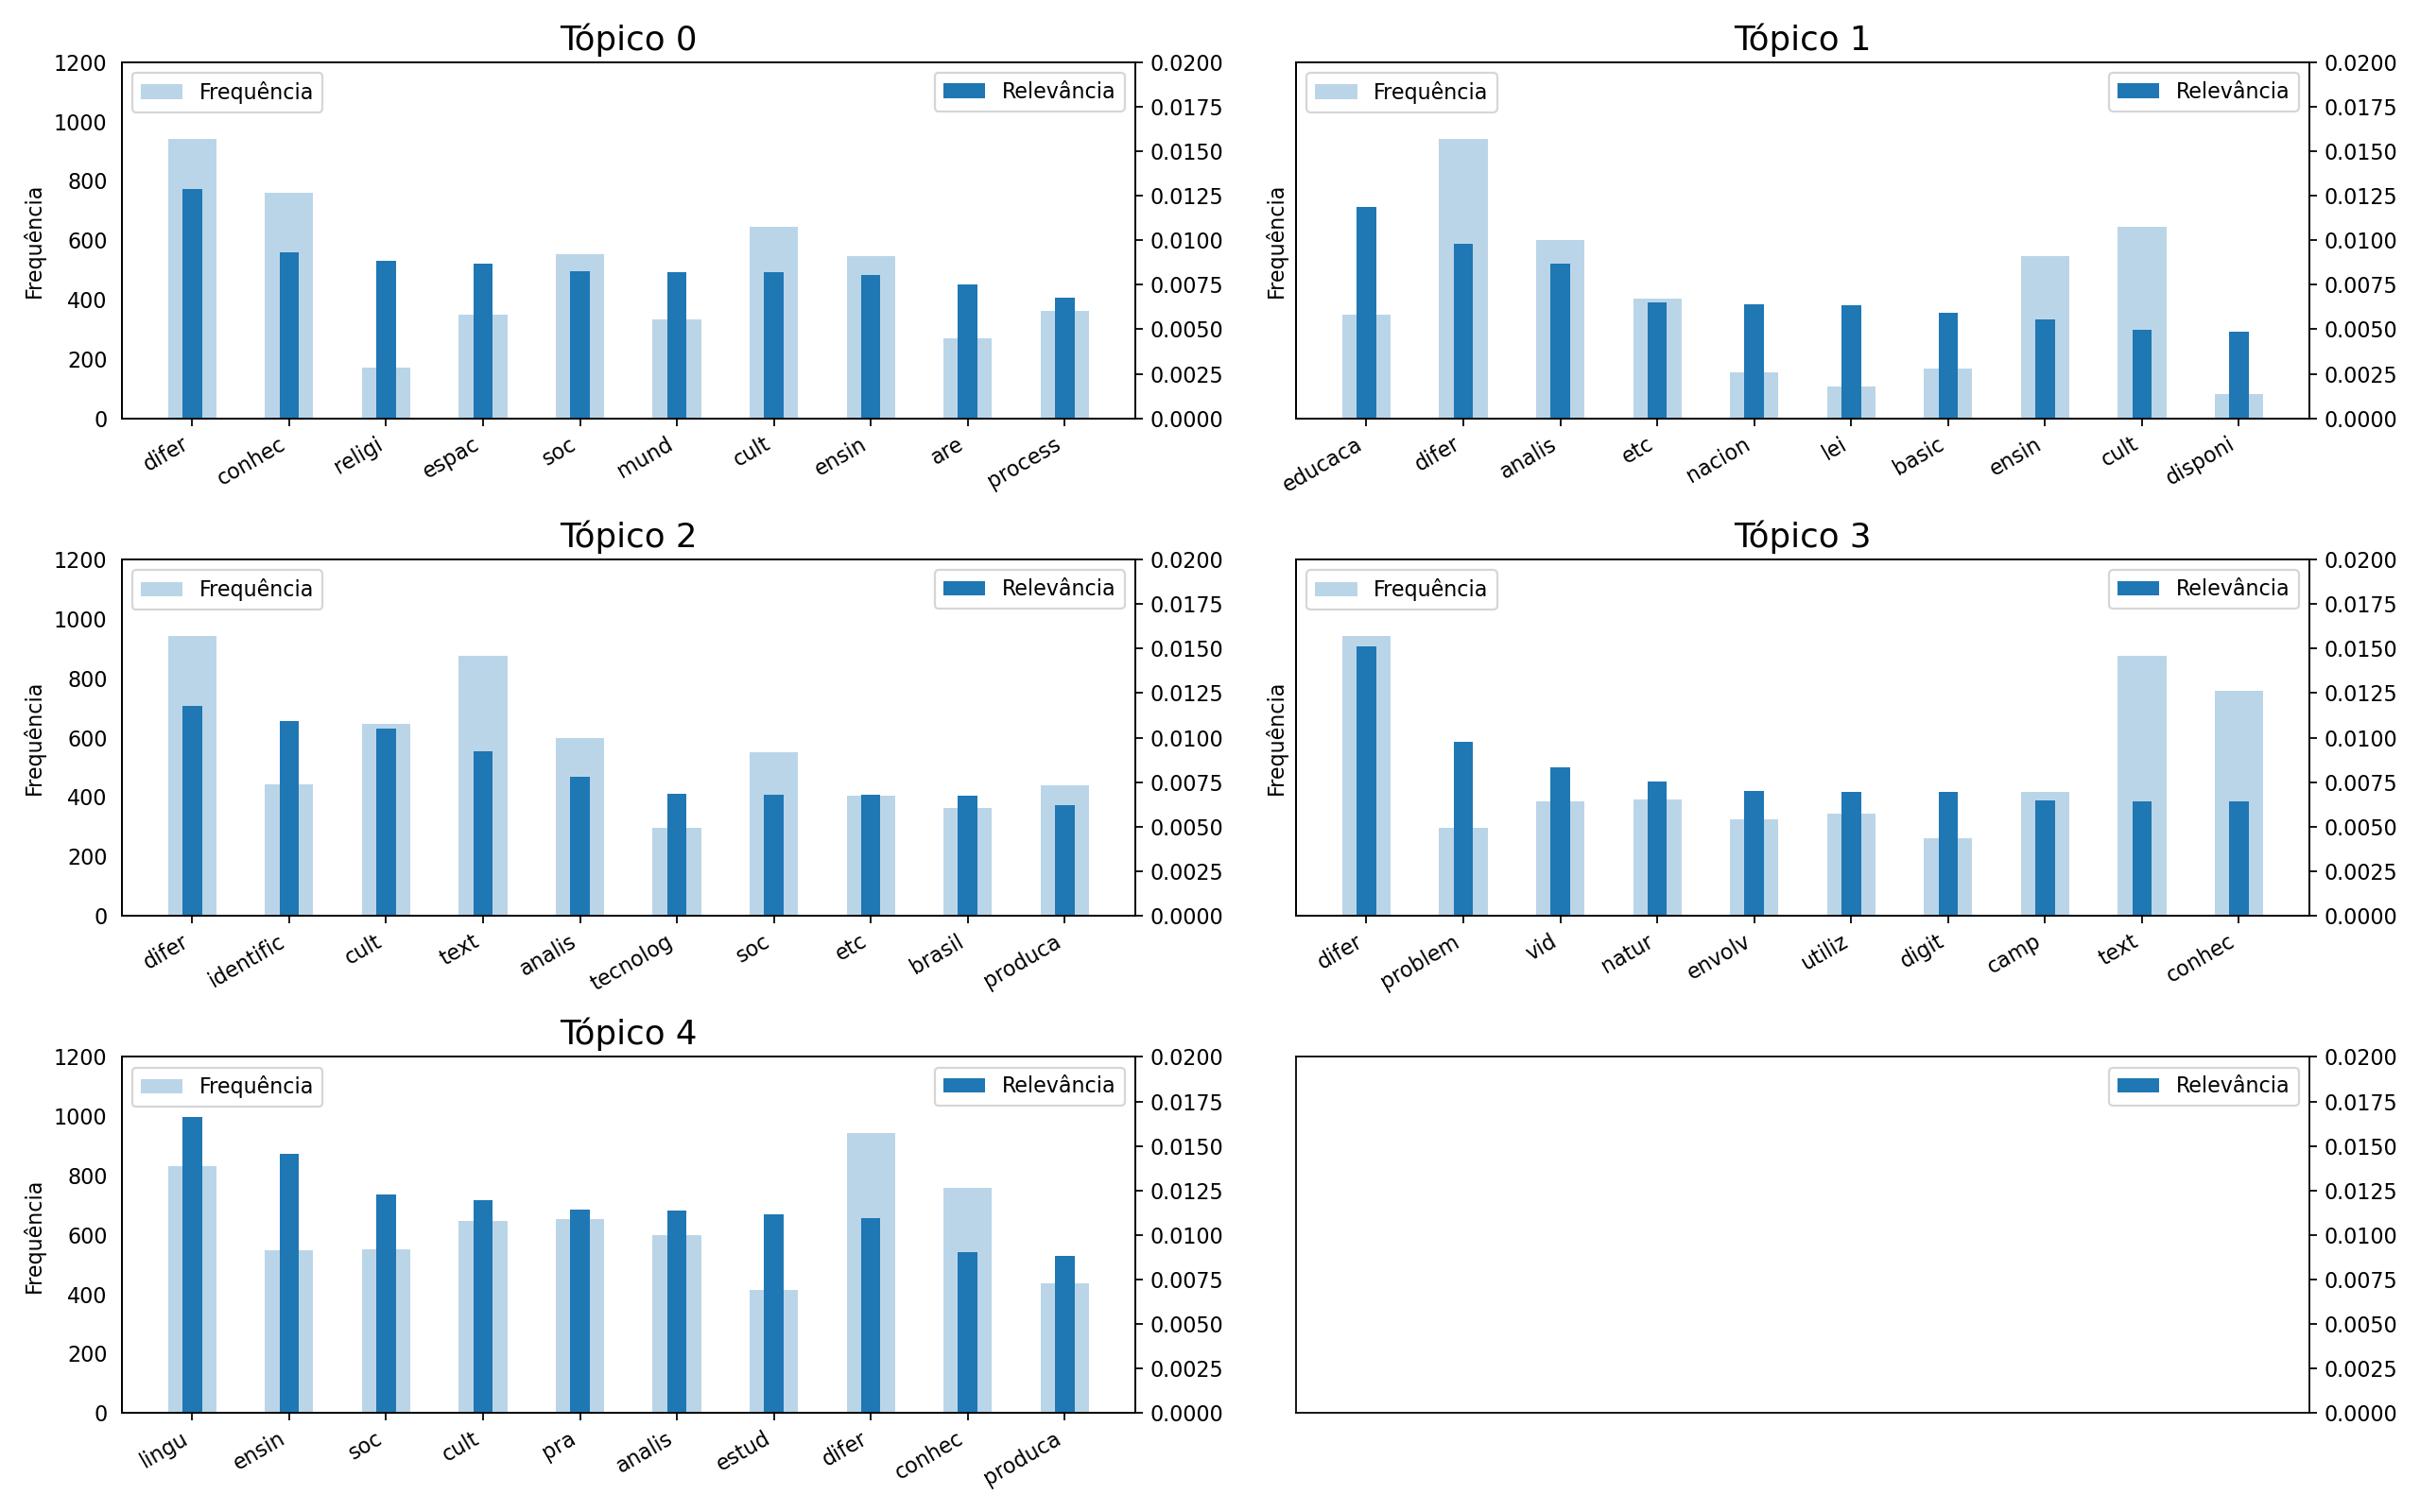 Tópico 0
1200
1000
800
600
400
200
0
Frequência
Frequência
Relevância
0.0200
0.0175
0.0150
0.0125
0.0100
0.0075
0.0050
0.0025
0.0000
difer conhec religi espac soc mund cult ensin are process
Tópico 1
Frequência
Frequência
Relevância
0.0200
0.0175
0.0150
0.0125
0.0100
0.0075
0.0050
0.0025
0.0000
educaca difer analis etc nacion lei basic ensin cult disponi
Tópico 2
1200
1000
800
600
400
200
0
Frequência
Frequência
Relevância
0.0200
0.0175
0.0150
0.0125
0.0100
0.0075
0.0050
0.0025
0.0000
difer identific cult text analis tecnolog soc etc brasil produca
Tópico 3
Frequência
Frequência
Relevância
0.0200
0.0175
0.0150
0.0125
0.0100
0.0075
0.0050
0.0025
0.0000
difer problem vid natur envolv utiliz digit camp text conhec
Tópico 4
1200
1000
800
600
400
200
0
Frequência
Frequência
Relevância
0.0200
0.0175
0.0150
0.0125
0.0100
0.0075
0.0050
0.0025
0.0000
lingu ensin soc cult pra analis estud difer conhec produca
Relevância
0.0200
0.0175
0.0150
0.0125
0.0100
0.0075
0.0050
0.0025
0.0000